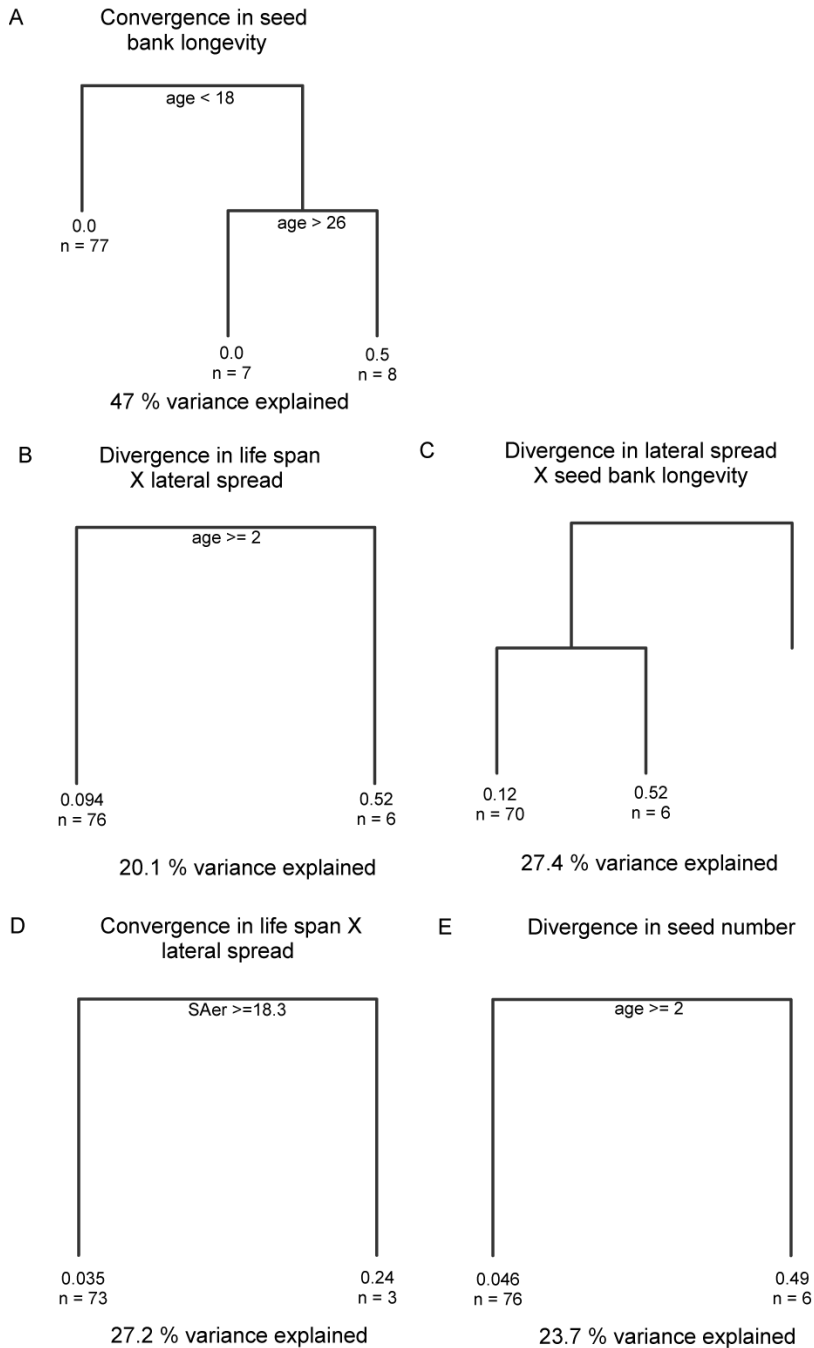 A
Convergence in seed
bank longevity
age < 18
0.0
n = 77
age > 26
0.0
n = 7
0.5
n = 8
47 % variance explained
B
Divergence in life span
X lateral spread
age >= 2
0.094
n = 76
0.52
n = 6
20.1 % variance explained
C
Divergence in lateral spread
X seed bank longevity
0.12
n = 70
0.52
n = 6
27.4 % variance explained
D
Convergence in life span X
lateral spread
SAer >=18.3
0.035
n = 73
0.24
n = 3
27.2 % variance explained
E
Divergence in seed number
age >= 2
0.046
n = 76
0.49
n = 6
23.7 % variance explained